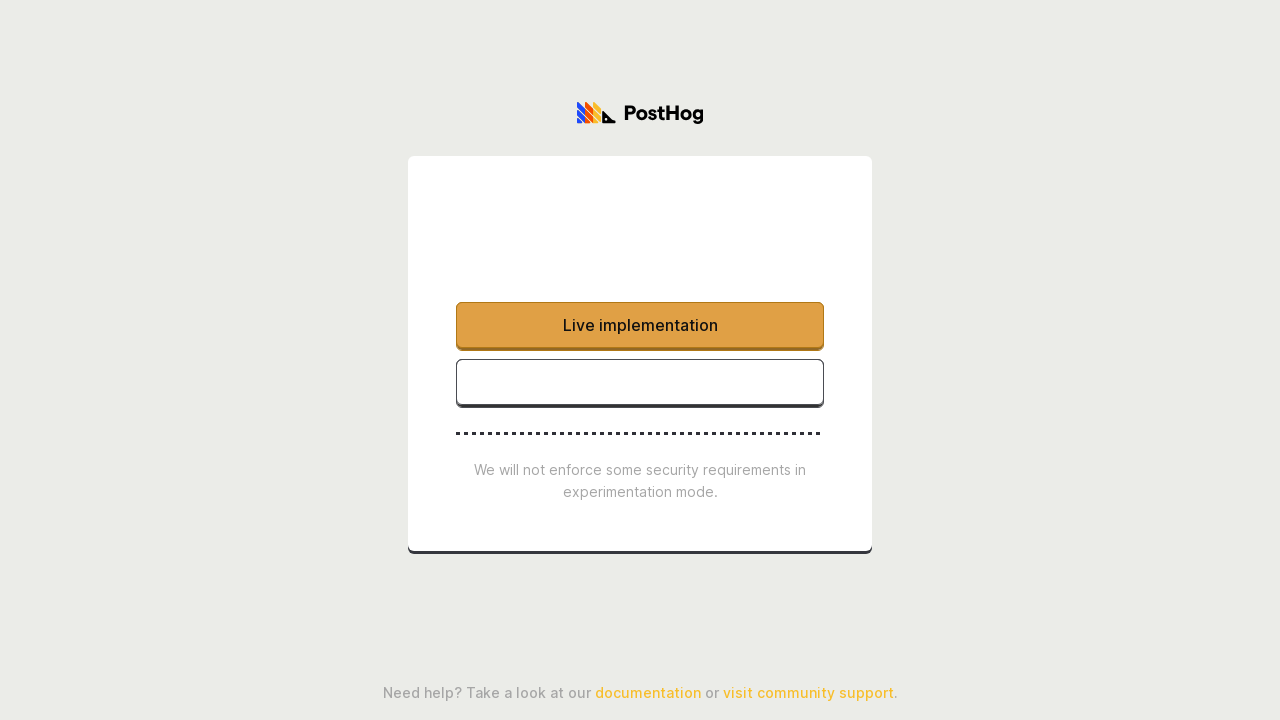 PostHog
Live implementation
We will not enforce some security requirements in
experimentation mode.
Need help? Take a look at our documentation or visit community support.